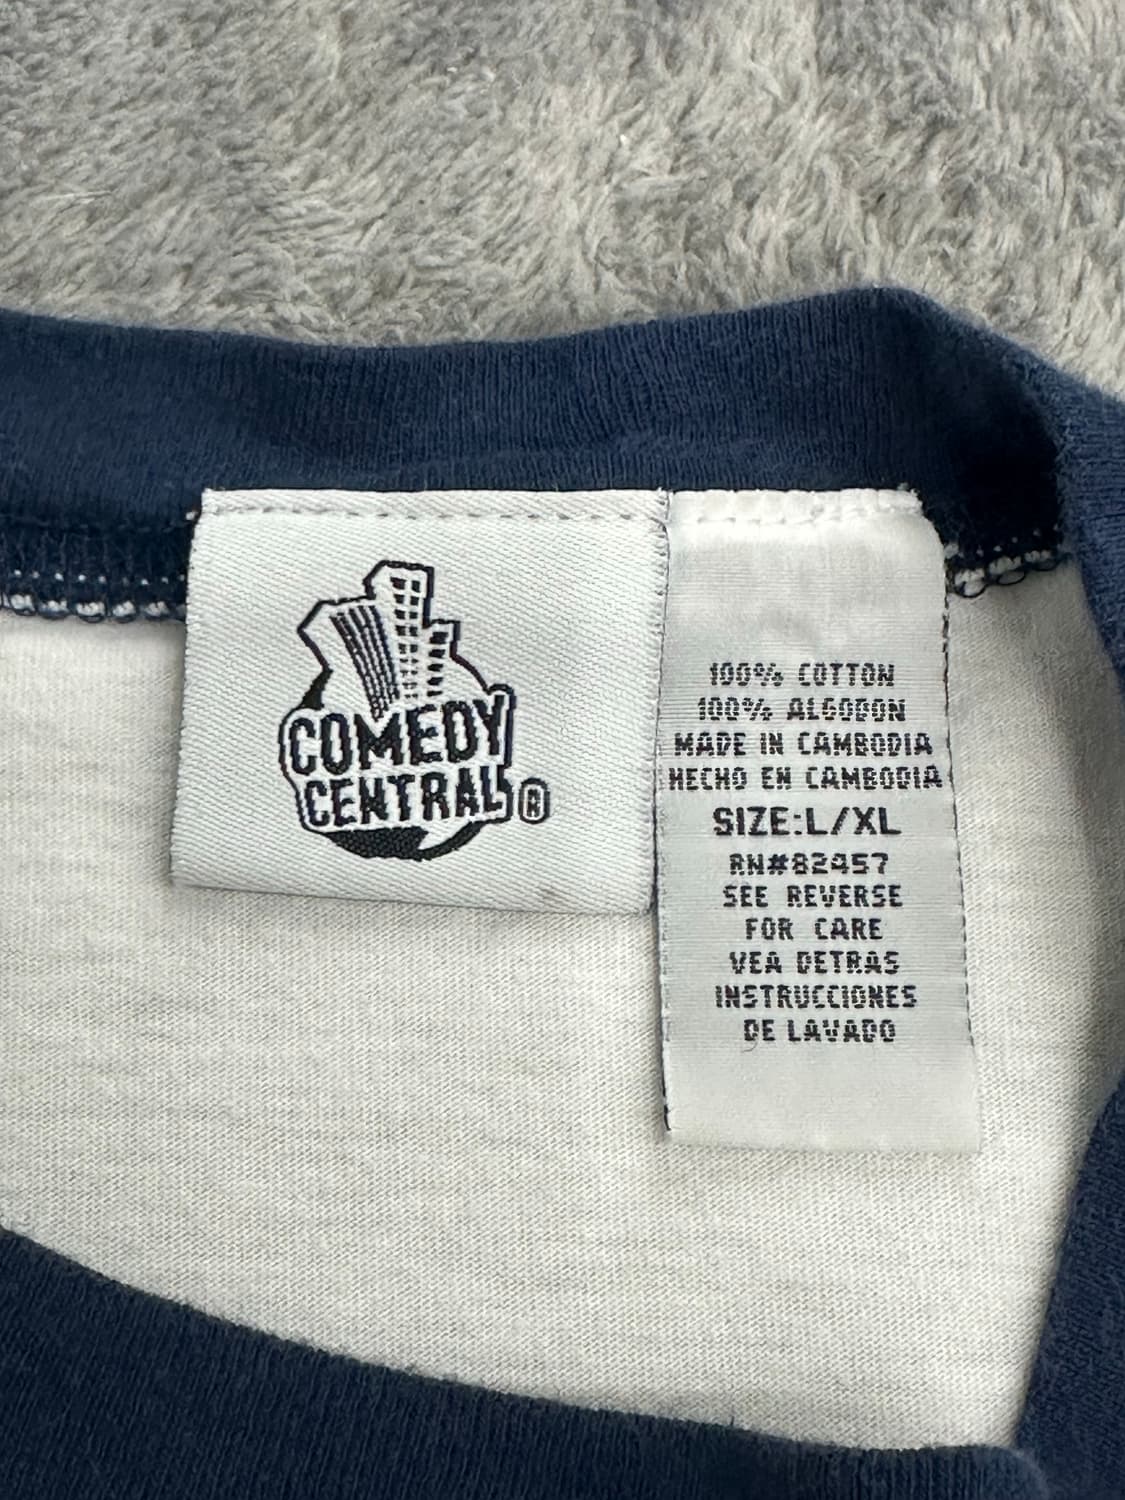 COMEDY
CENTRAL®
100% COTTON
100% ALGODON
MADE IN CAMBODIA
HECHO EN CAMBODIA
SIZE:L/XL
RN#82457
SEE REVERSE
FOR CARE
VEA DETRAS
INSTRUCCIONES
DE LAVADO